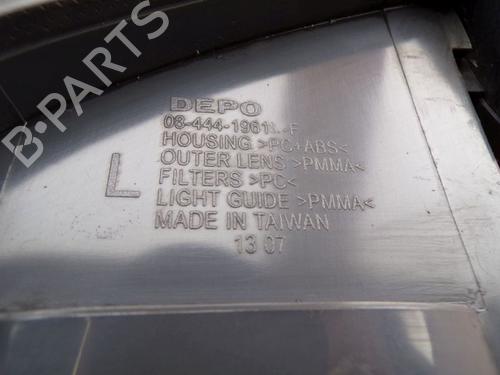 DEPO
HOUSING >PC+ABS<
OUTER LENS >PMMA<
FILTERS >PC<
L
LIGHT GUIDE >PMMA<
MADE IN TAIWAN
13 07
B-PARTS